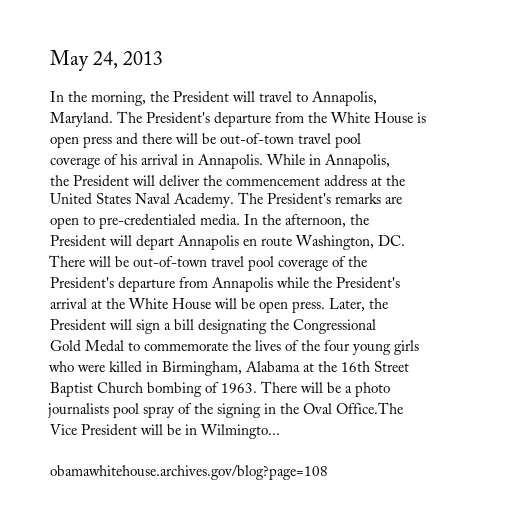 May 24, 2013
In the morning, the President will travel to Annapolis,
Maryland. The President's departure from the White House is
open press and there will be out-of-town travel pool
coverage of his arrival in Annapolis. While in Annapolis,
the President will deliver the commencement address at the
United States Naval Academy. The President's remarks are
open to pre-credentialed media. In the afternoon, the
President will depart Annapolis en route Washington, DC.
There will be out-of-town travel pool coverage of the
President's departure from Annapolis while the President's
arrival at the White House will be open press. Later, the
President will sign a bill designating the Congressional
Gold Medal to commemorate the lives of the four young girls
who were killed in Birmingham, Alabama at the 16th Street
Baptist Church bombing of 1963. There will be a photo
journalists pool spray of the signing in the Oval Office.The
Vice President will be in Wilmingto...
obamawhitehouse.archives.gov/blog?page=108